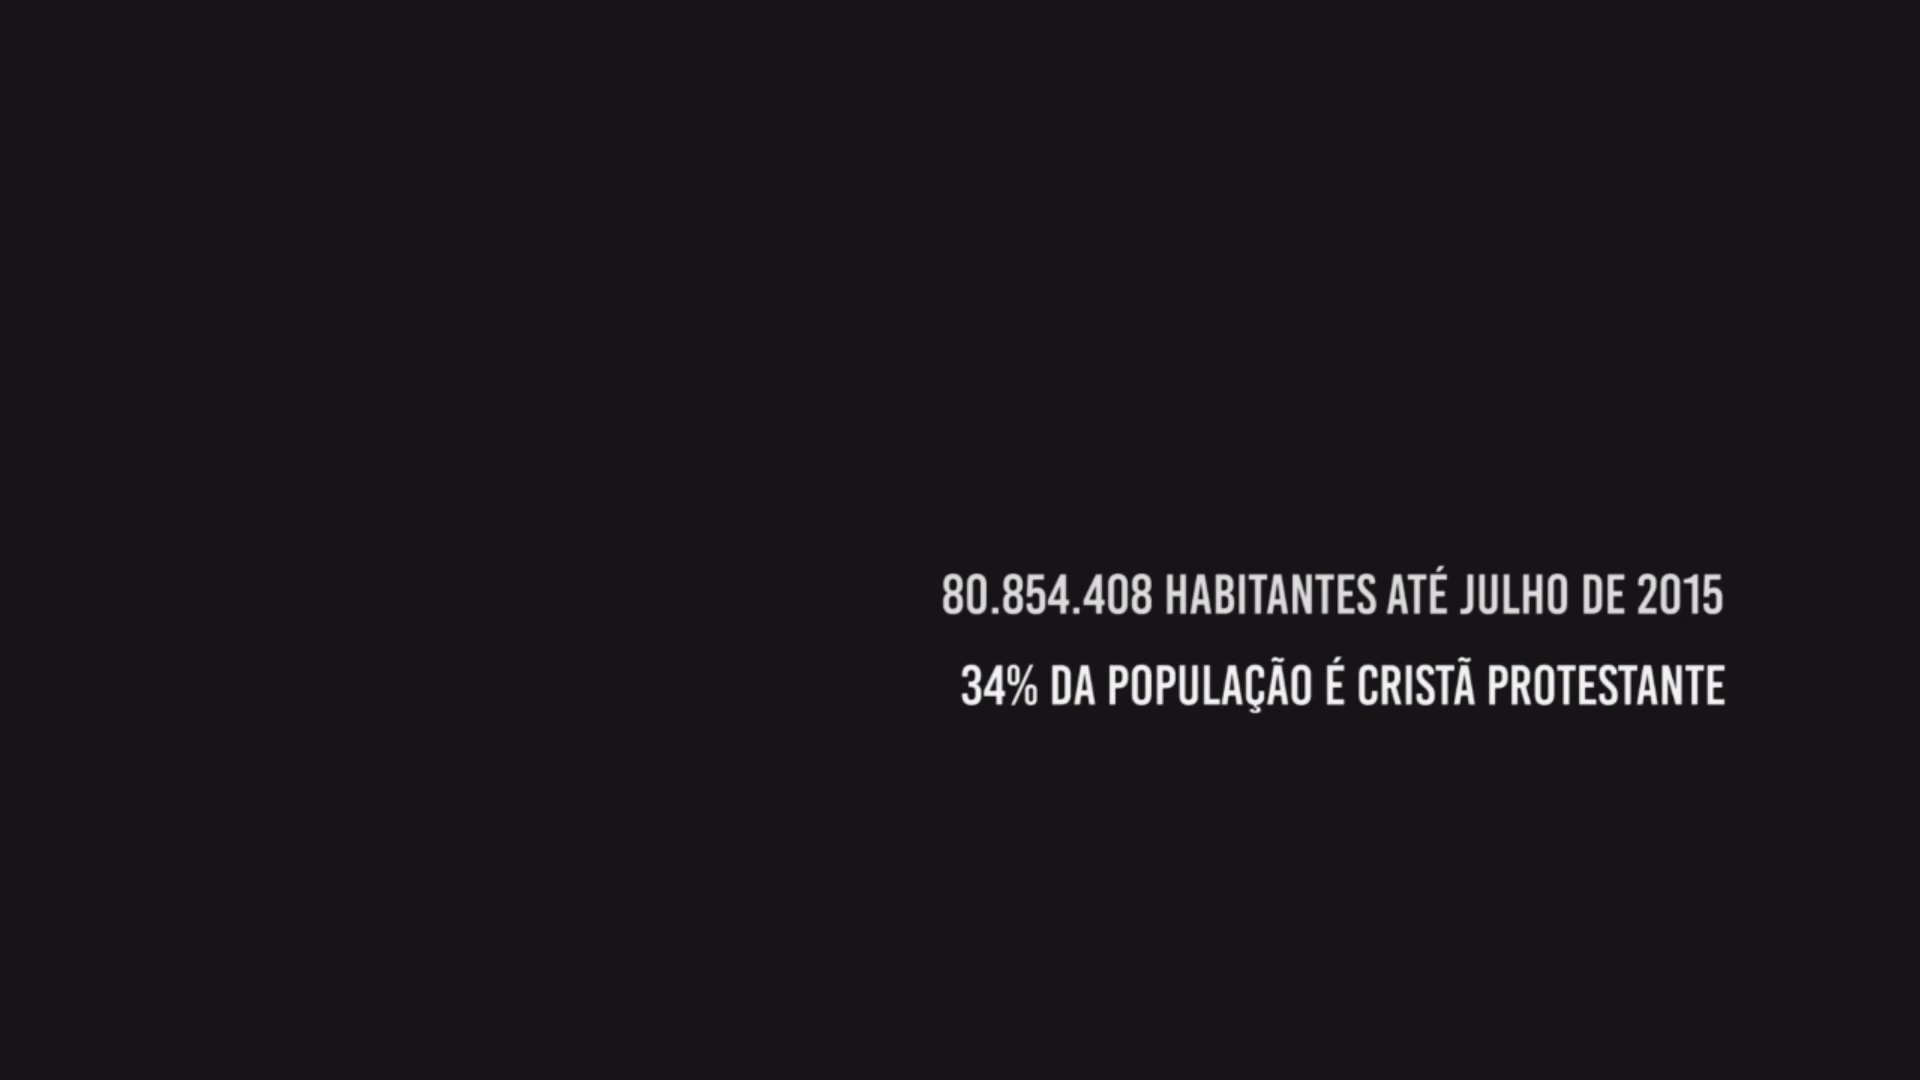 80.854.408 HABITANTES ATÉ JULHO DE 2015
34% DA POPULAÇÃO É CRISTÃ PROTESTANTE